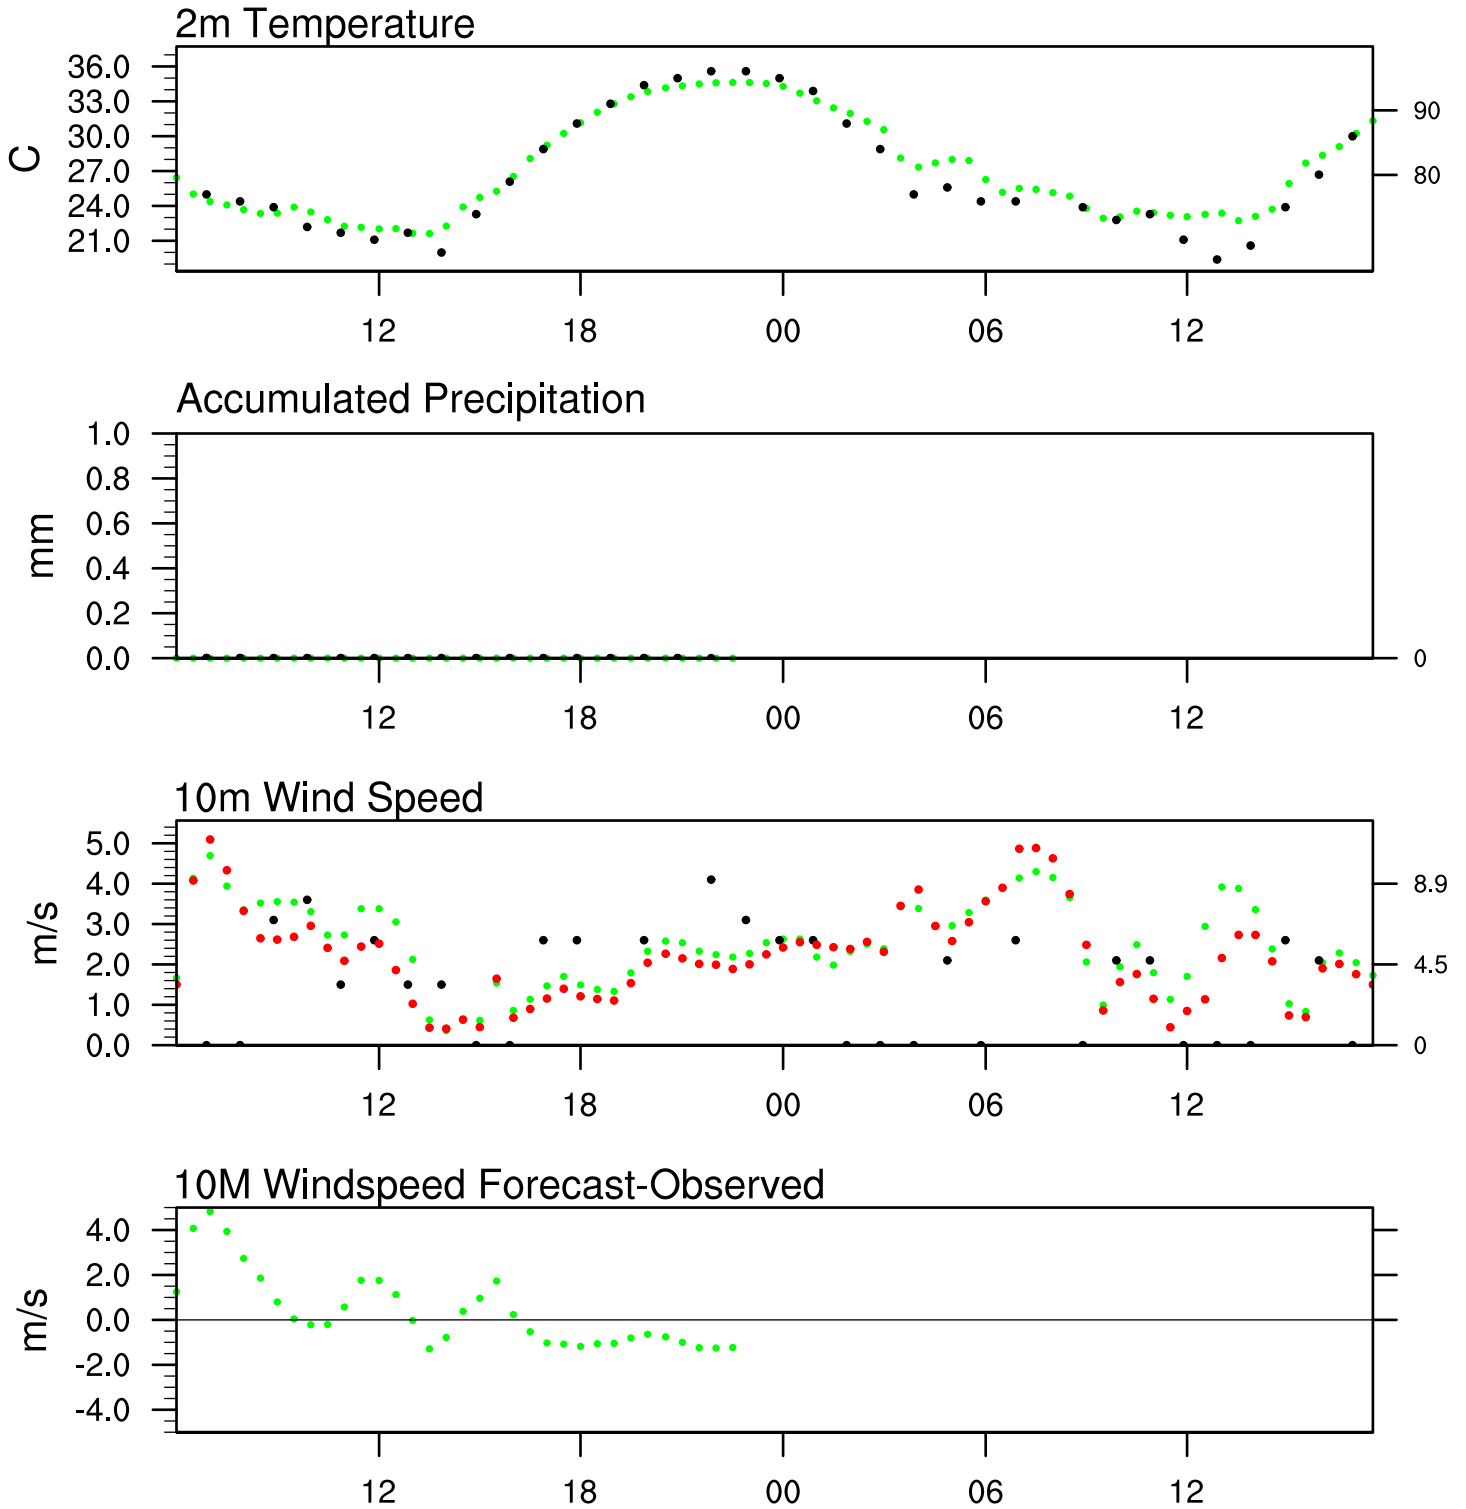 2m Temperature
36.0
33.0
30.0
27.0
24.0
21.0
C
90
80
12 18 00 06 12
Accumulated Precipitation
1.0
0.8
0.6
0.4
0.2
0.0
mm
0
12 18 00 06 12
10m Wind Speed
5.0
4.0
3.0
2.0
1.0
0.0
m/s
8.9
4.5
0
12 18 00 06 12
10M Windspeed Forecast-Observed
4.0
2.0
0.0
-2.0
-4.0
m/s
12 18 00 06 12